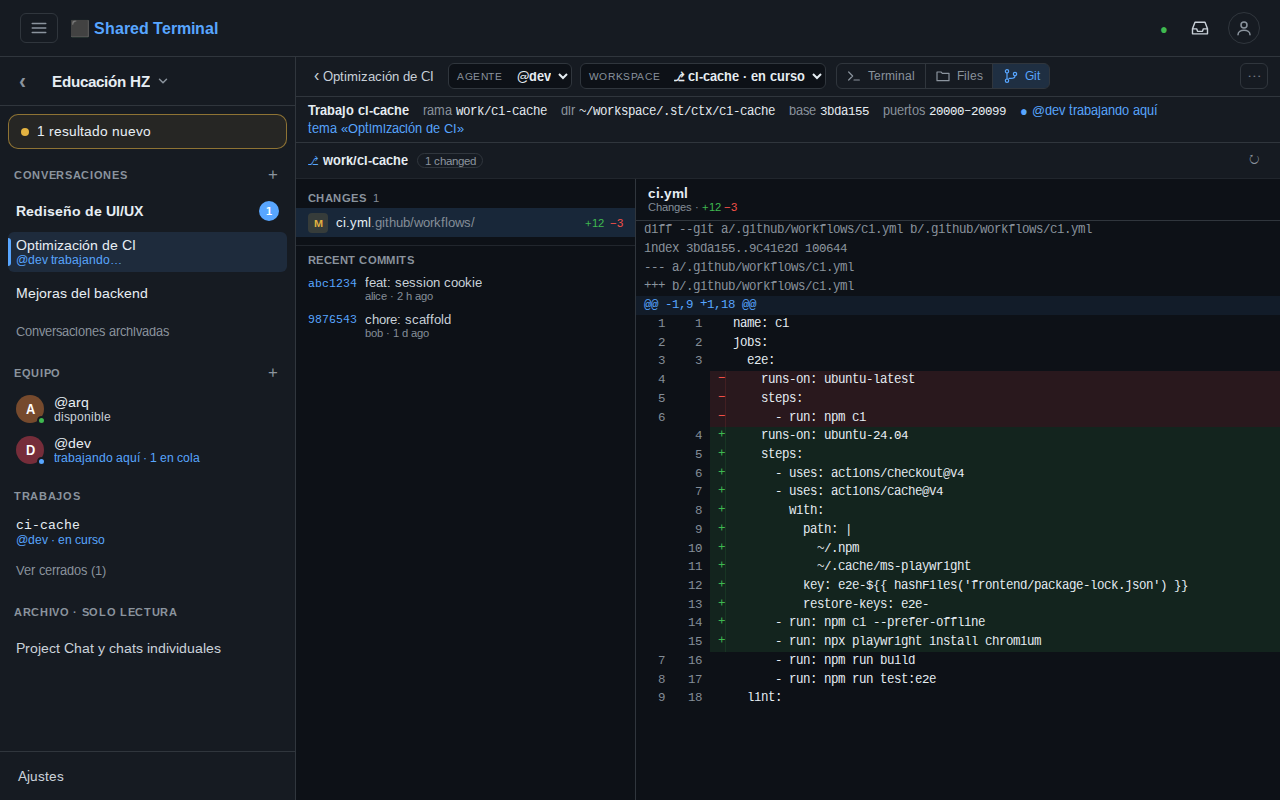 Shared Terminal
Educación HZ
1 resultado nuevo
CONVERSACIONES +
Rediseño de UI/UX 1
Optimización de CI
@dev trabajando…
Mejoras del backend
Conversaciones archivadas
EQUIPO +
A @arq
disponible
D @dev
trabajando aquí · 1 en cola
TRABAJOS
ci-cache
@dev · en curso
Ver cerrados (1)
ARCHIVO · SOLO LECTURA
Project Chat y chats individuales
Ajustes
‹ Optimización de CI AGENTE @dev WORKSPACE ⎇ ci-cache · en curso Terminal Files Git ···
Trabajo ci-cache rama work/ci-cache dir ~/workspace/.st/ctx/ci-cache base 3bda155 puertos 20000–20099 ● @dev trabajando aquí
tema «Optimización de CI»
⎇ work/ci-cache 1 changed ↻
CHANGES 1
M ci.yml .github/workflows/ +12 −3
RECENT COMMITS
abc1234 feat: session cookie
alice · 2 h ago
9876543 chore: scaffold
bob · 1 d ago
ci.yml
Changes · +12 −3
diff --git a/.github/workflows/ci.yml b/.github/workflows/ci.yml
index 3bda155..9c41e2d 100644
--- a/.github/workflows/ci.yml
+++ b/.github/workflows/ci.yml
@@ -1,9 +1,18 @@
1 1 name: ci
2 2 jobs:
3 3 e2e:
4 − runs-on: ubuntu-latest
5 − steps:
6 − - run: npm ci
4 + runs-on: ubuntu-24.04
5 + steps:
6 + - uses: actions/checkout@v4
7 + - uses: actions/cache@v4
8 + with:
9 + path: |
10 + ~/.npm
11 + ~/.cache/ms-playwright
12 + key: e2e-${{ hashFiles('frontend/package-lock.json') }}
13 + restore-keys: e2e-
14 + - run: npm ci --prefer-offline
15 + - run: npx playwright install chromium
7 16 - run: npm run build
8 17 - run: npm run test:e2e
9 18 lint: